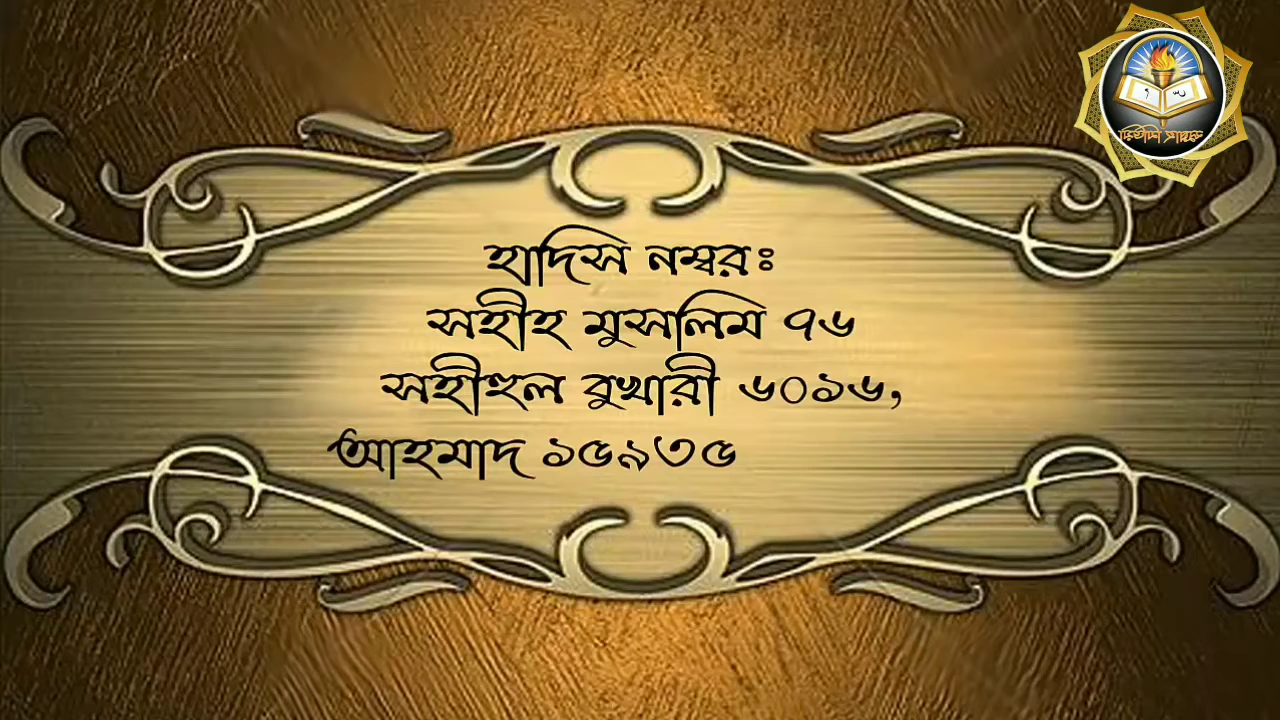 হাদিস নম্বরঃ
সহীহ মুসলিম ৭৬
সহীহুল বুখারী ৬০১৬,
আহমাদ ১৫৯৩৫